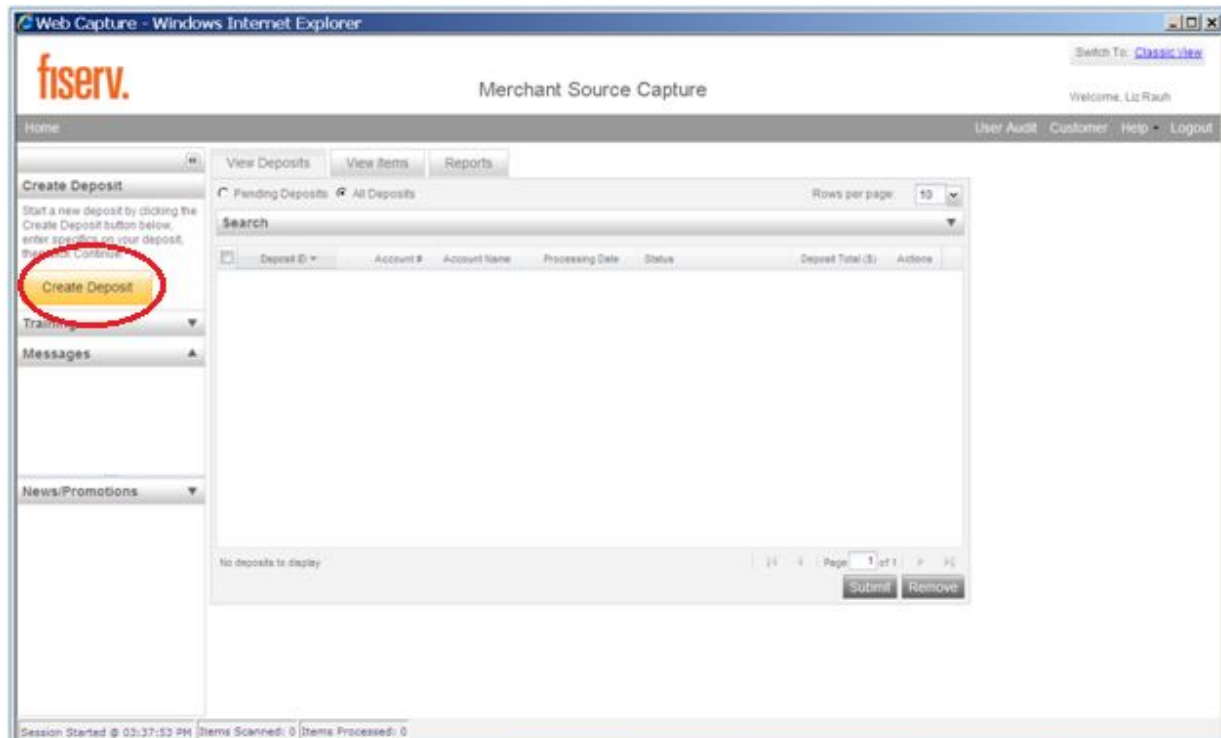 Web Capture - Windows Internet Explorer
Switch To: Classic View
fiserv.
Merchant Source Capture
Welcome, Liz Rauh
Home
User Audit Customer Help Logout
View Deposits View Items Reports
Create Deposit
Pending Deposits All Deposits
Rows per page: 10
Start a new deposit by clicking the
Create Deposit button below,
enter specifics on your deposit,
then click Continue.
Search
Deposit ID Account # Account Name Processing Date Status Deposit Total ($) Actions
Create Deposit
Training
Messages
News/Promotions
No deposits to display
Page 1 of 1
Submit Remove
Session Started @ 03:37:53 PM Items Scanned: 0 Items Processed: 0